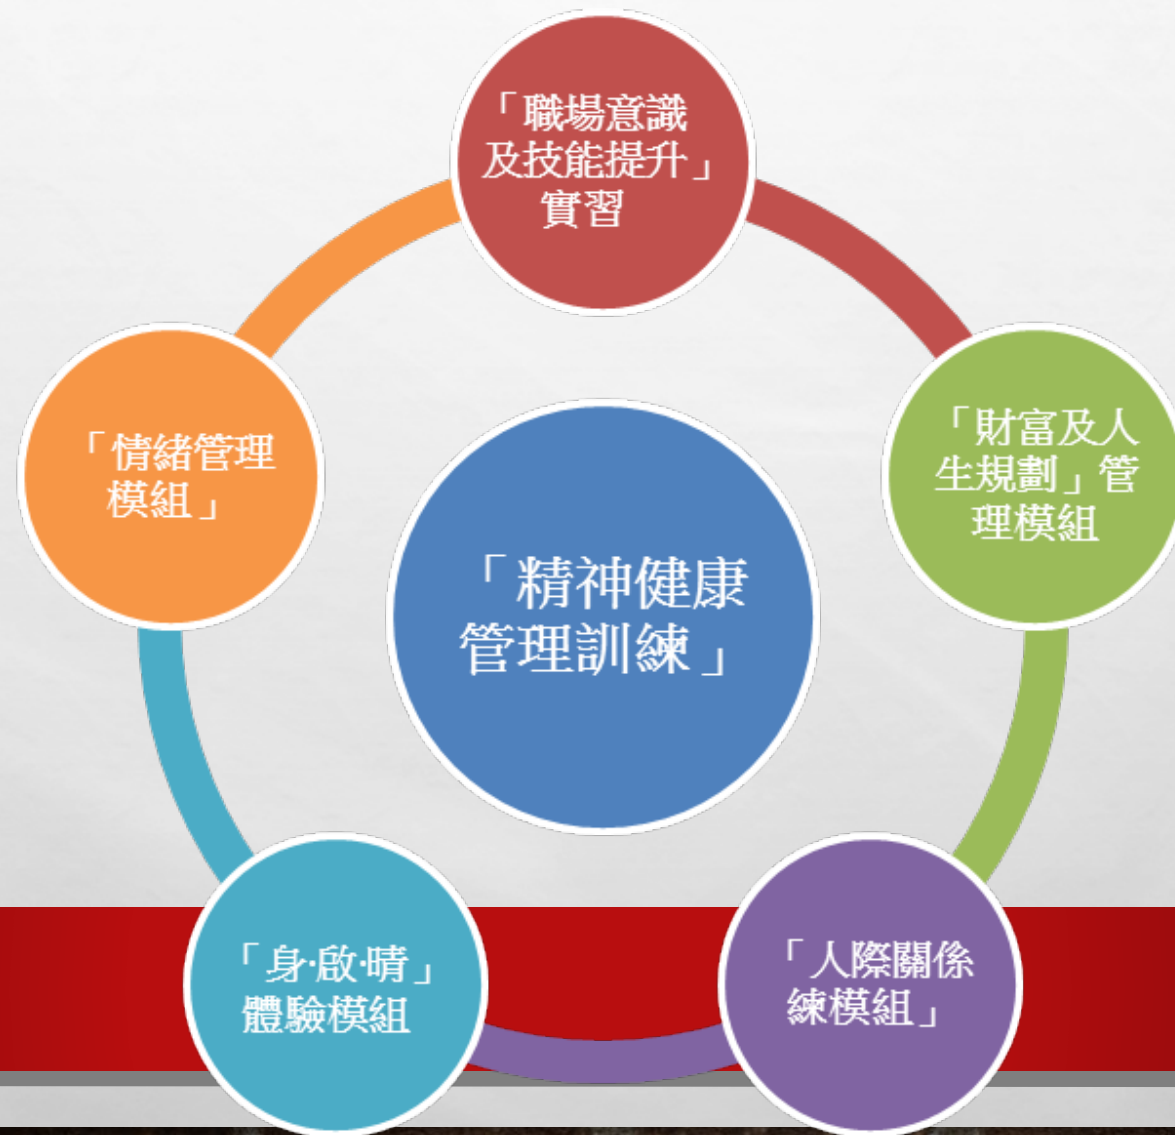 「職場意識
及技能提升」
實習
「財富及人
生規劃」管
理模組
「人際關係
練模組」
「身·啟·晴」
體驗模組
「情緒管理
模組」
「精神健康
管理訓練」